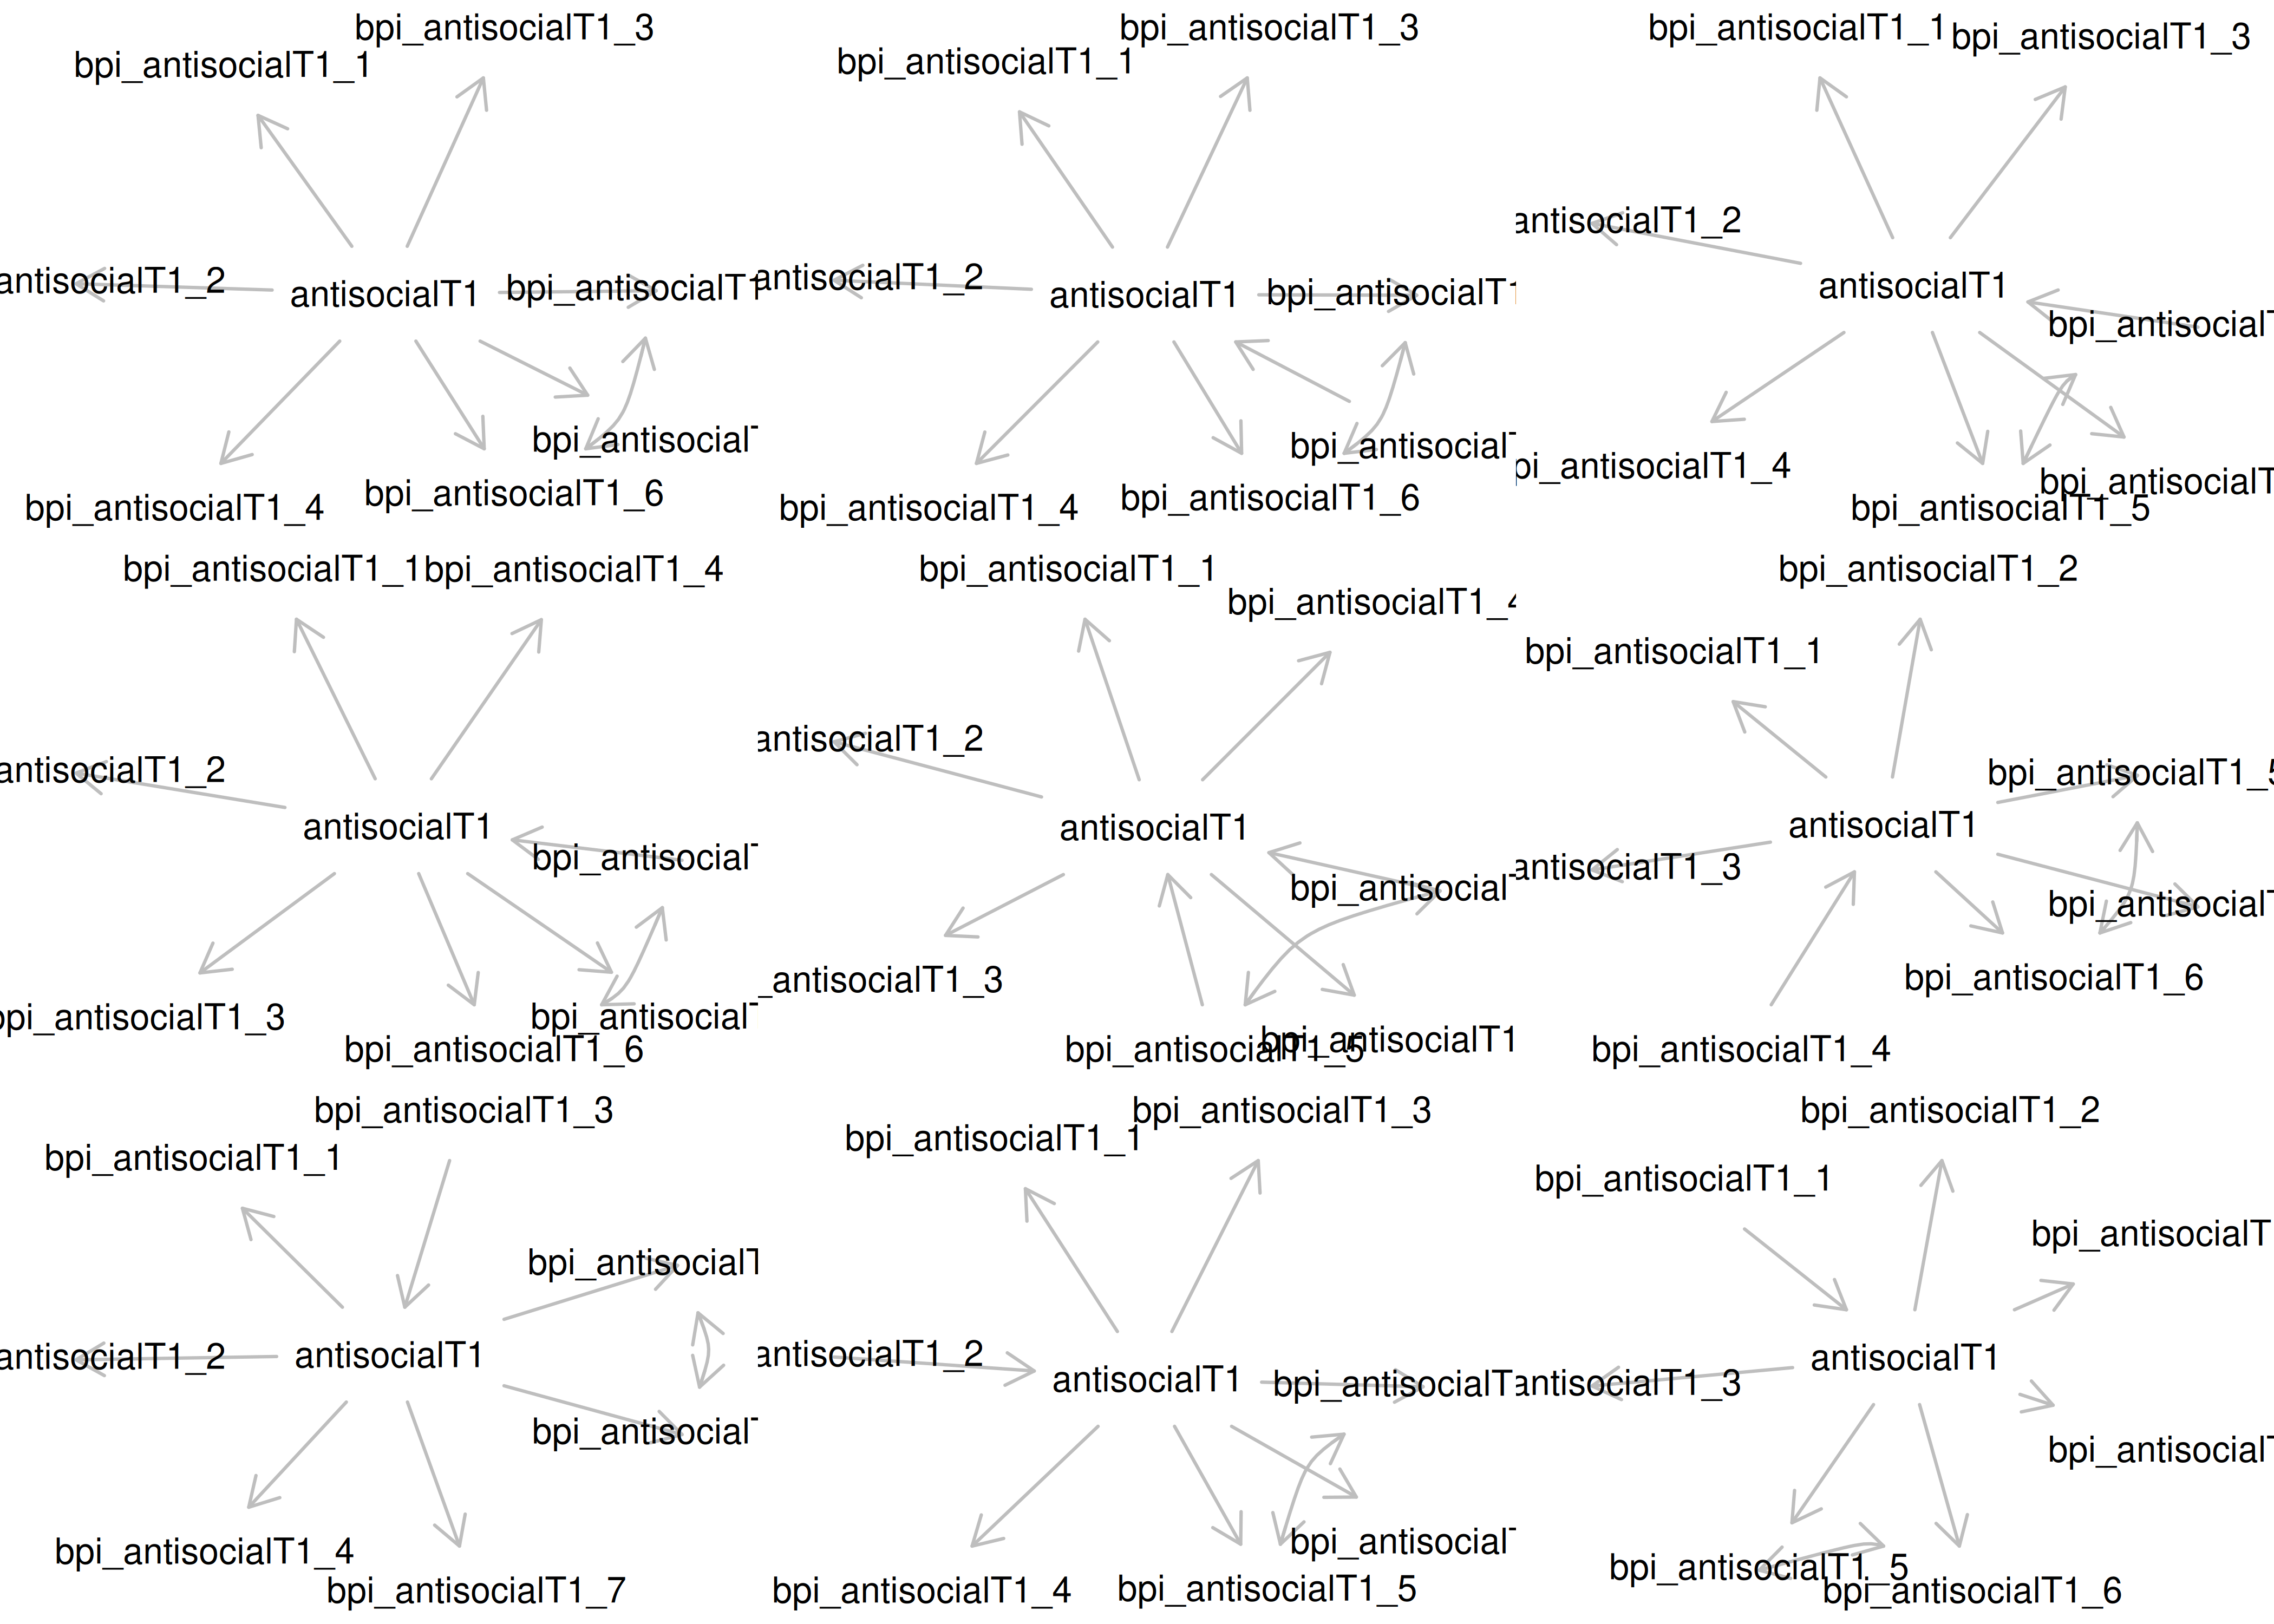 bpi_antisocialT1_3
bpi_antisocialT1_1
antisocialT1_2
antisocialT1
bpi_antisocialT1
bpi_antisocial
bpi_antisocialT1_6
bpi_antisocialT1_4
bpi_antisocialT1_3
bpi_antisocialT1_1
antisocialT1_2
antisocialT1
bpi_antisocialT1
bpi_antisocial
bpi_antisocialT1_6
bpi_antisocialT1_4
bpi_antisocialT1_1
bpi_antisocialT1_3
antisocialT1_2
antisocialT1
bpi_antisocial
pi_antisocialT1_4
bpi_antisocialT
bpi_antisocialT1_5
bpi_antisocialT1_1
bpi_antisocialT1_4
antisocialT1_2
antisocialT1
bpi_antisocial
bpi_antisocialT1_3
bpi_antisocial
bpi_antisocialT1_6
bpi_antisocialT1_1
bpi_antisocialT1_4
antisocialT1_2
antisocialT1
bpi_antisocial
_antisocialT1_3
bpi_antisocialT1
bpi_antisocialT1_5
bpi_antisocialT1_2
bpi_antisocialT1_1
bpi_antisocialT1_5
antisocialT1
antisocialT1_3
bpi_antisocial
bpi_antisocialT1_6
bpi_antisocialT1_4
bpi_antisocialT1_3
bpi_antisocialT1_1
bpi_antisocialT
antisocialT1_2
antisocialT1
bpi_antisocial
bpi_antisocialT1_4
bpi_antisocialT1_7
bpi_antisocialT1_3
bpi_antisocialT1_1
antisocialT1_2
antisocialT1
bpi_antisocialT
bpi_antisocial
bpi_antisocialT1_4
bpi_antisocialT1_5
bpi_antisocialT1_2
bpi_antisocialT1_1
bpi_antisocialT
antisocialT1
antisocialT1_3
bpi_antisocial
bpi_antisocialT1_5
bpi_antisocialT1_6